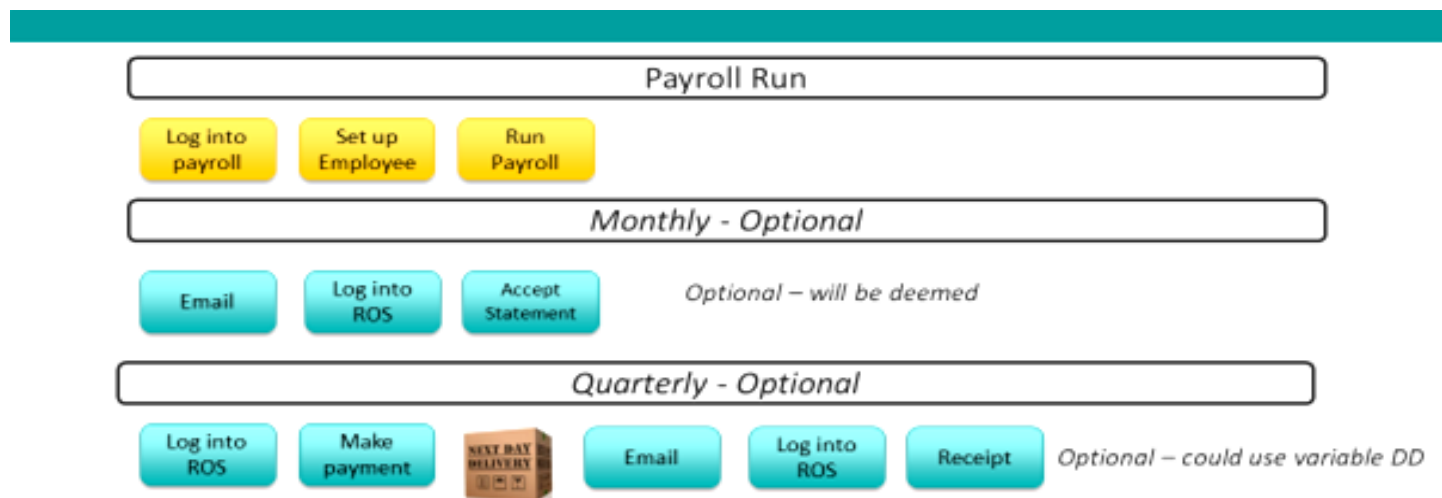 Payroll Run
Log into
payroll
Set up
Employee
Run
Payroll
Monthly - Optional
Email
Log into
ROS
Accept
Statement
Optional – will be deemed
Quarterly - Optional
Log into
ROS
Make
payment
NEXT DAY
DELIVERY
Email
Log into
ROS
Receipt
Optional – could use variable DD